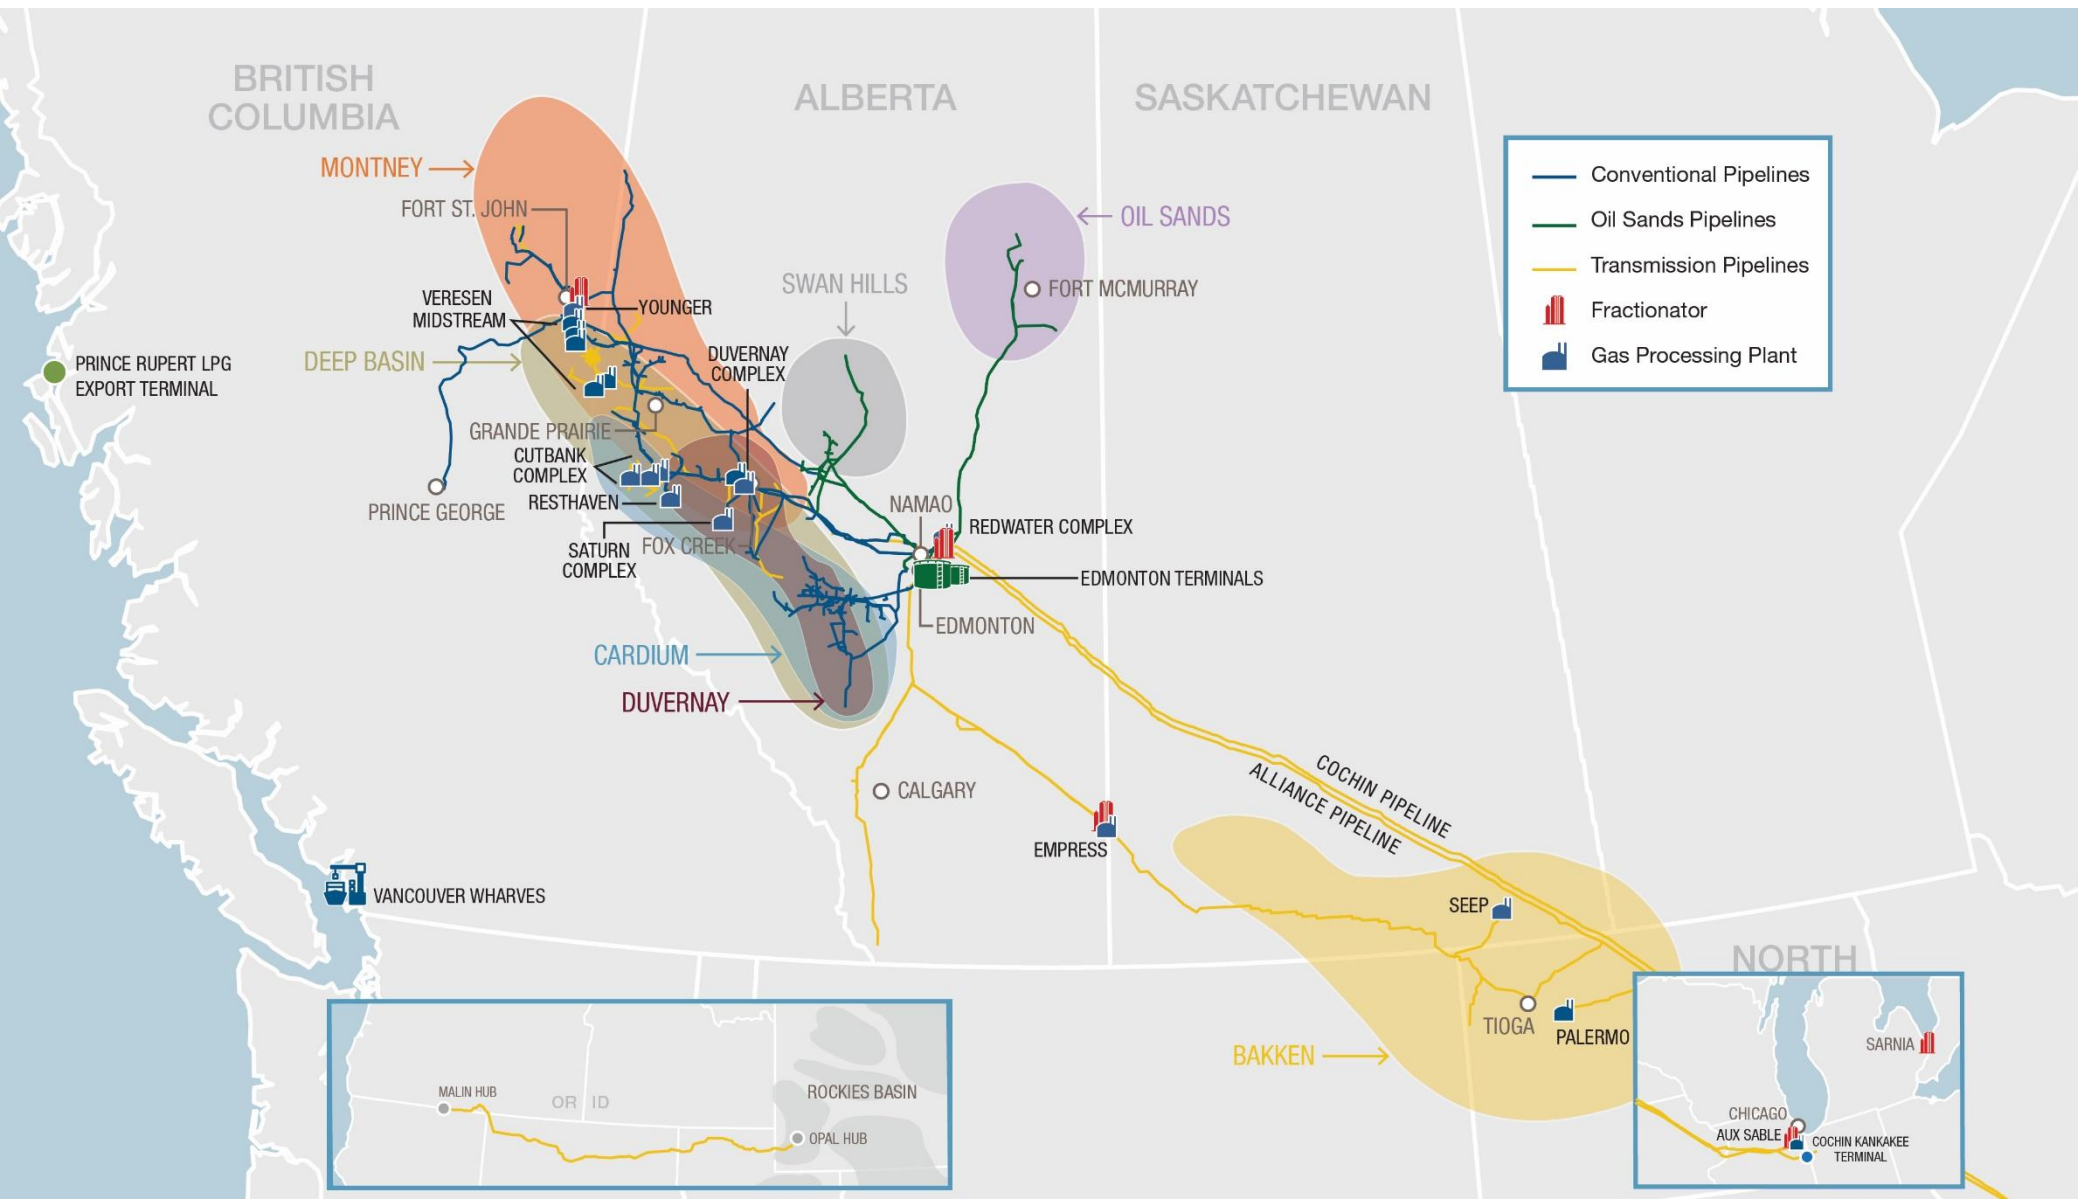 BRITISH
COLUMBIA
ALBERTA
SASKATCHEWAN
MONTNEY
FORT ST. JOHN
OIL SANDS
FORT MCMURRAY
SWAN HILLS
VERESEN
MIDSTREAM
YOUNGER
DEEP BASIN
DUVERNAY
COMPLEX
PRINCE RUPERT LPG
EXPORT TERMINAL
GRANDE PRAIRIE
CUTBANK
COMPLEX
RESTHAVEN
PRINCE GEORGE
SATURN
COMPLEX
FOX CREEK
NAMAO
REDWATER COMPLEX
EDMONTON TERMINALS
EDMONTON
CARDIUM
DUVERNAY
CALGARY
EMPRESS
COCHIN PIPELINE
ALLIANCE PIPELINE
VANCOUVER WHARVES
SEEP
TIOGA
PALERMO
BAKKEN
NORTH
Conventional Pipelines
Oil Sands Pipelines
Transmission Pipelines
Fractionator
Gas Processing Plant
MALIN HUB
OR
ID
ROCKIES BASIN
OPAL HUB
SARNIA
CHICAGO
AUX SABLE
COCHIN KANKAKEE
TERMINAL